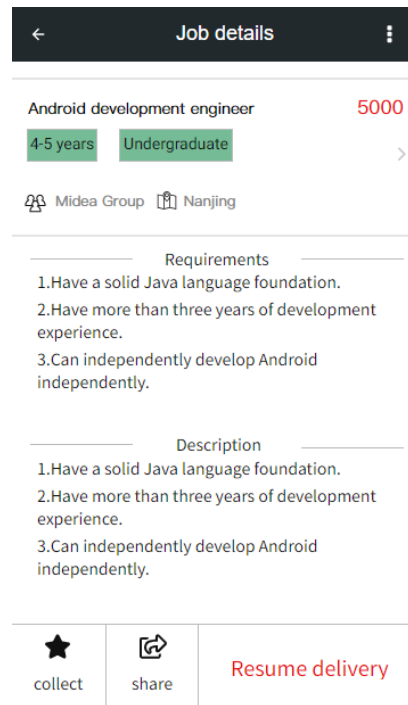 Job details
Android development engineer 5000
4-5 years Undergraduate
Midea Group Nanjing
Requirements
1.Have a solid Java language foundation.
2.Have more than three years of development
experience.
3.Can independently develop Android
independently.
Description
1.Have a solid Java language foundation.
2.Have more than three years of development
experience.
3.Can independently develop Android
independently.
collect share Resume delivery